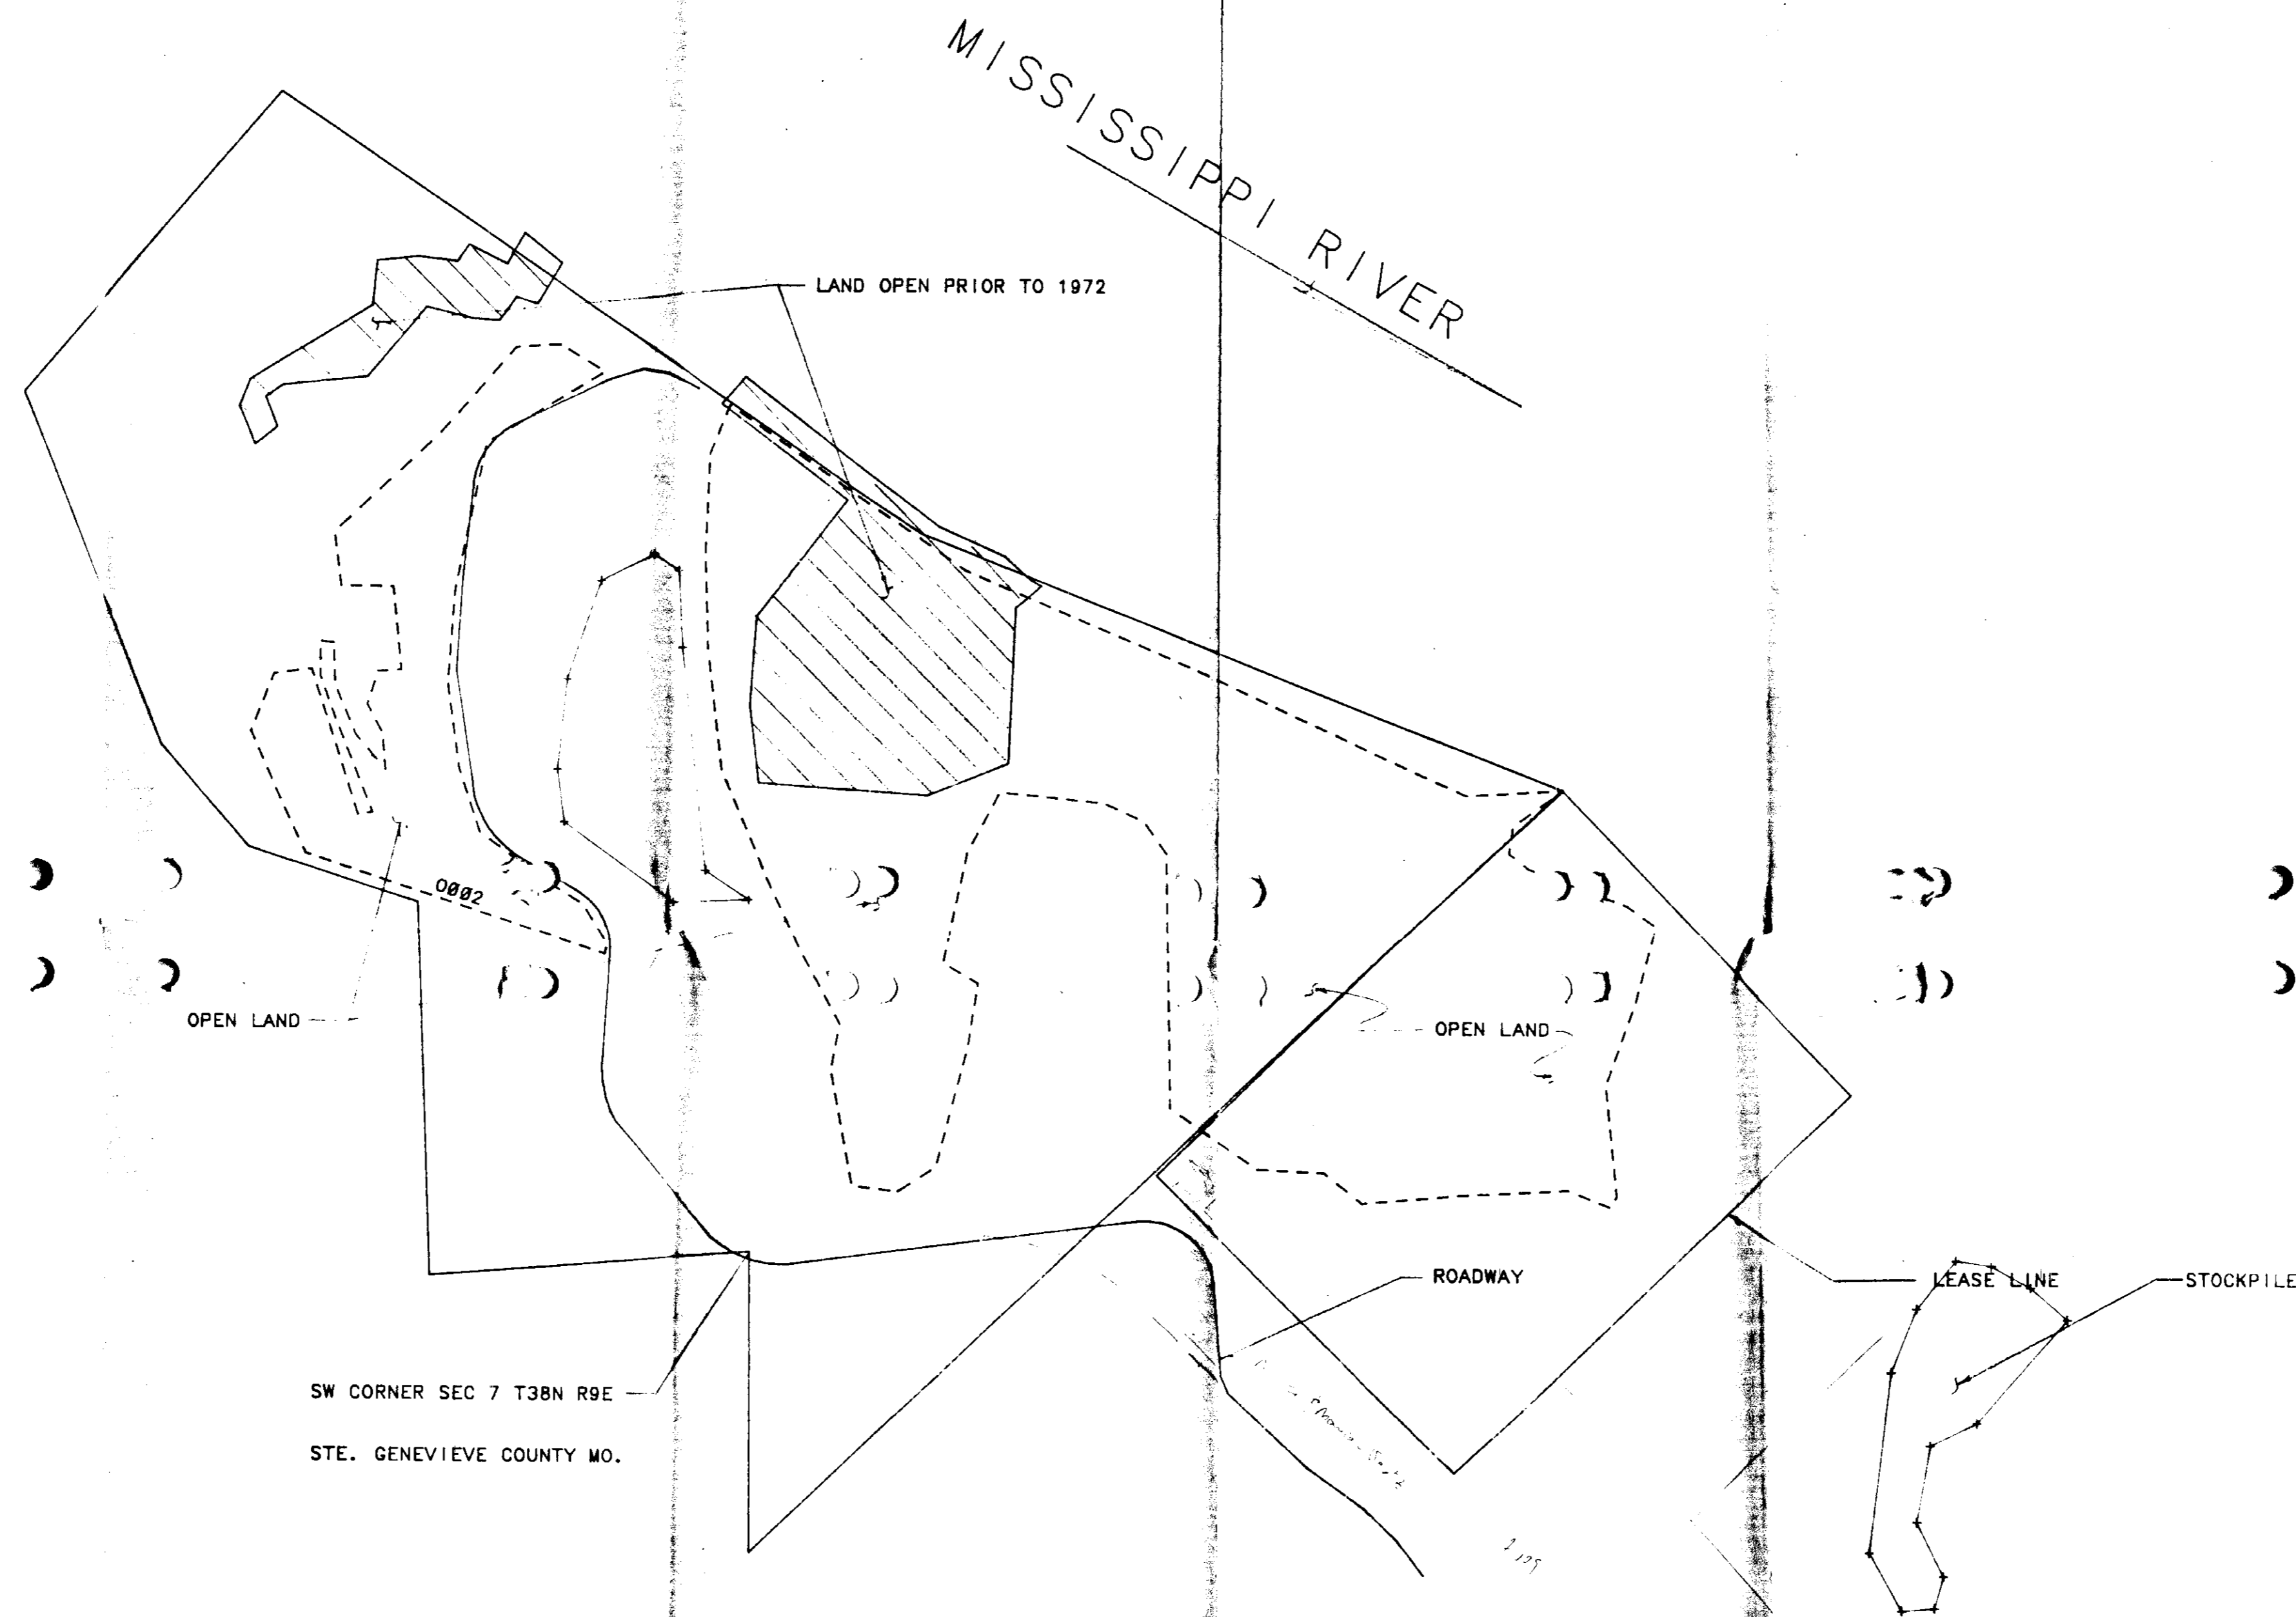 MISSISSIPPI RIVER
LAND OPEN PRIOR TO 1972
0002
OPEN LAND
OPEN LAND
ROADWAY
LEASE LINE
STOCKPILE
SW CORNER SEC 7 T38N R9E
STE. GENEVIEVE COUNTY MO.